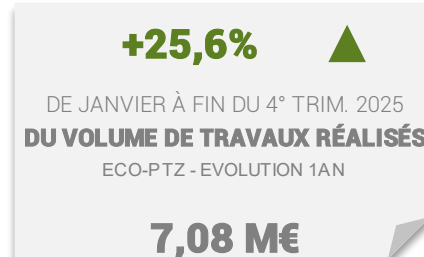 +25,6%
DE JANVIER À FIN DU 4° TRIM. 2025
DU VOLUME DE TRAVAUX RÉALISÉS
ECO-PTZ - EVOLUTION 1AN
7,08 M€